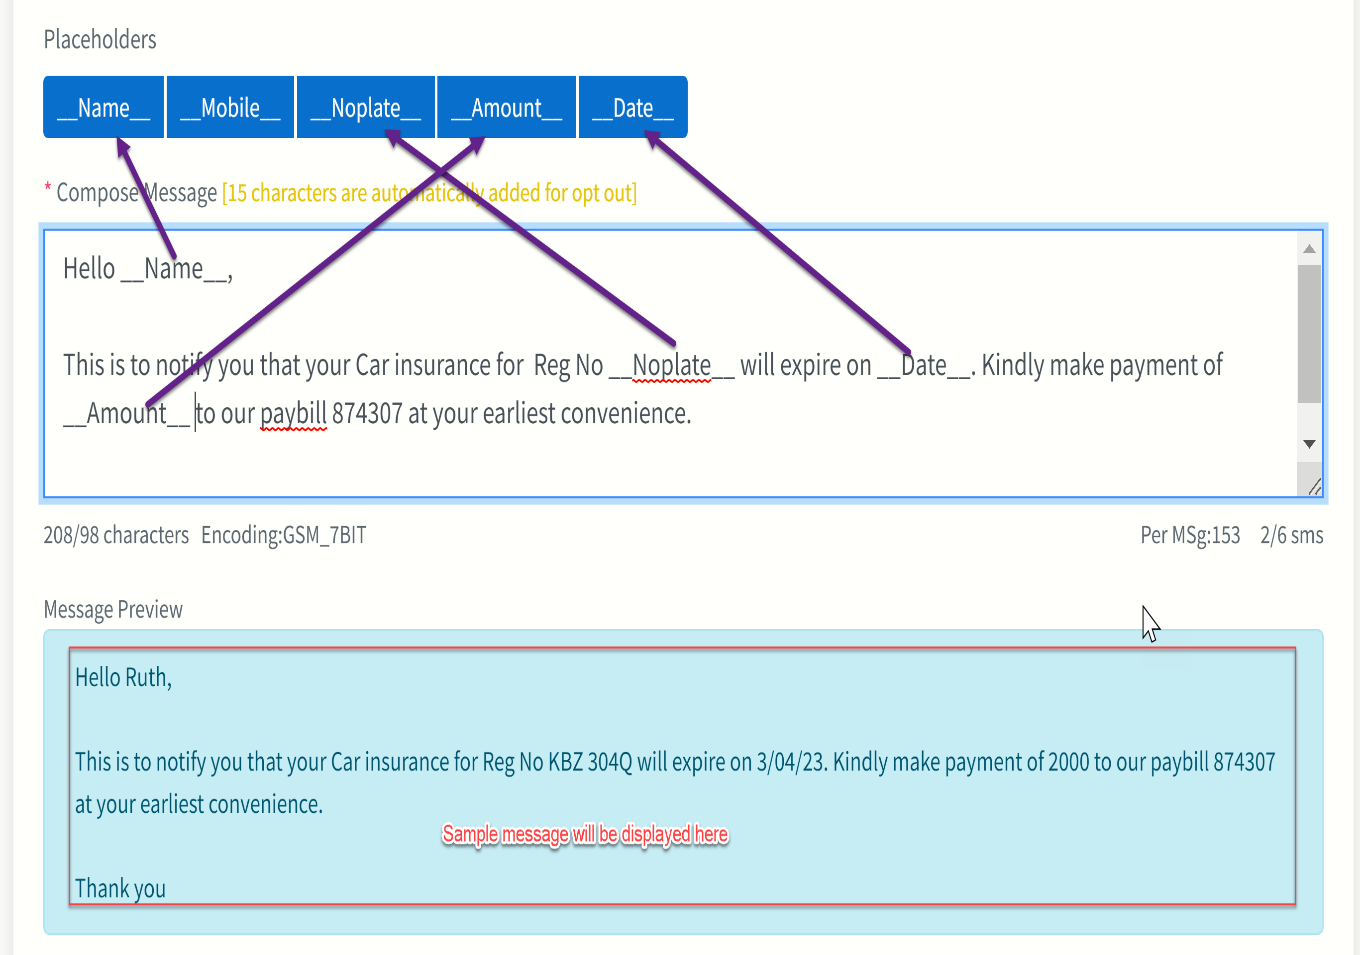 Placeholders
__Name__ __Mobile__ __Noplate__ __Amount__ __Date__
* Compose Message [15 characters are automatically added for opt out]
Hello __Name__,
This is to notify you that your Car insurance for  Reg No __Noplate__ will expire on __Date__. Kindly make payment of
__Amount__ to our paybill 874307 at your earliest convenience.
208/98 characters Encoding:GSM_7BIT Per MSg:153 2/6 sms
Message Preview
Hello Ruth,
This is to notify you that your Car insurance for Reg No KBZ 304Q will expire on 3/04/23. Kindly make payment of 2000 to our paybill 874307
at your earliest convenience.
Sample message will be displayed here
Thank you